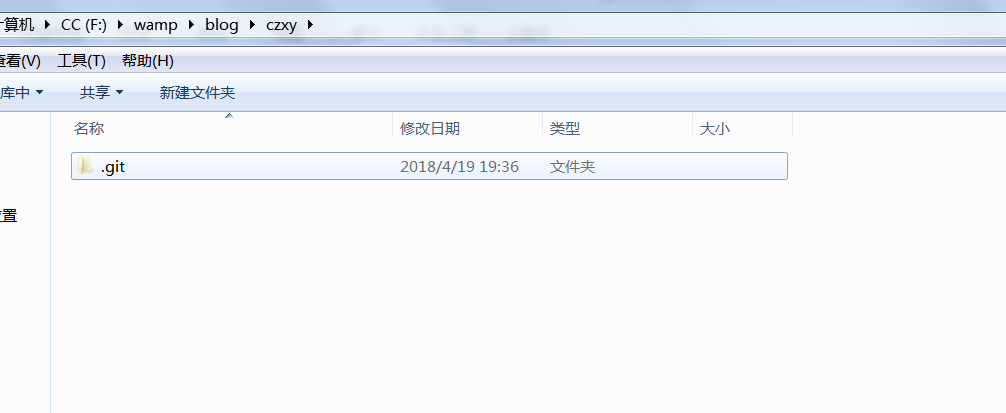 计算机 CC (F:) wamp blog czxy
查看(V) 工具(T) 帮助(H)
库中 共享 新建文件夹
名称 修改日期 类型 大小
.git 2018/4/19 19:36 文件夹
位置